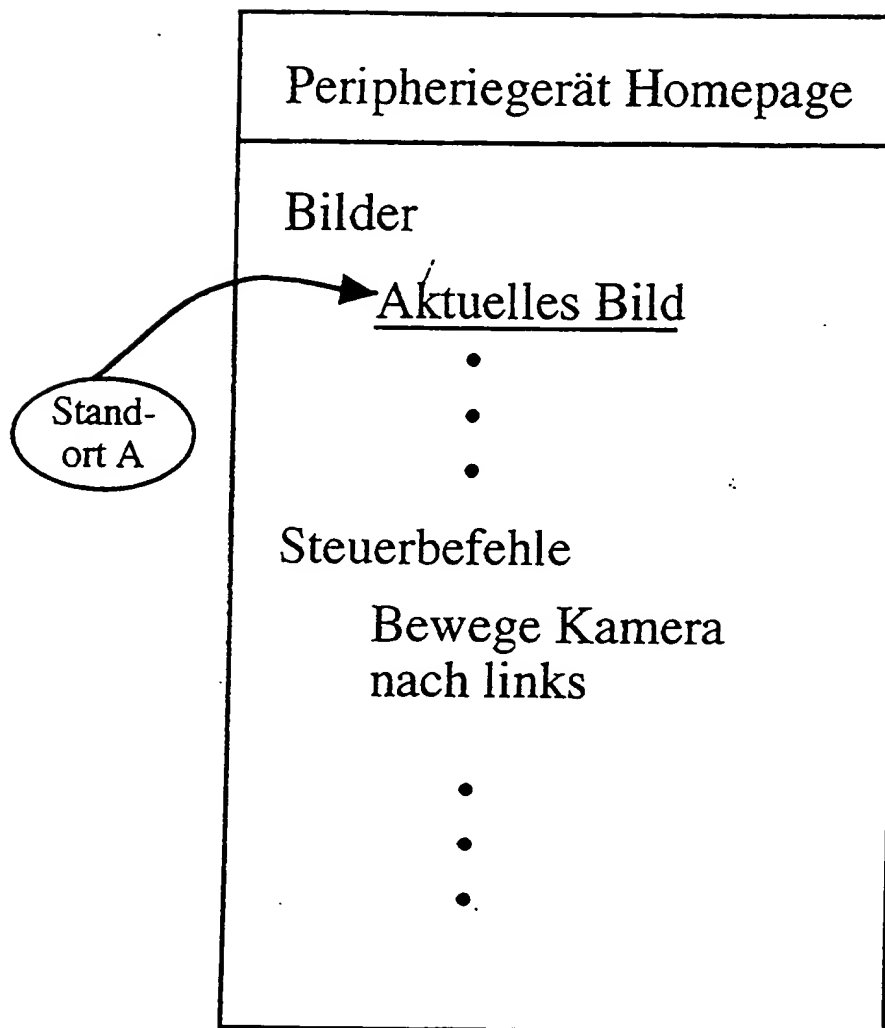 Peripheriegerät Homepage
Bilder
Aktuelles Bild
Stand-
ort A
Steuerbefehle
Bewege Kamera
nach links